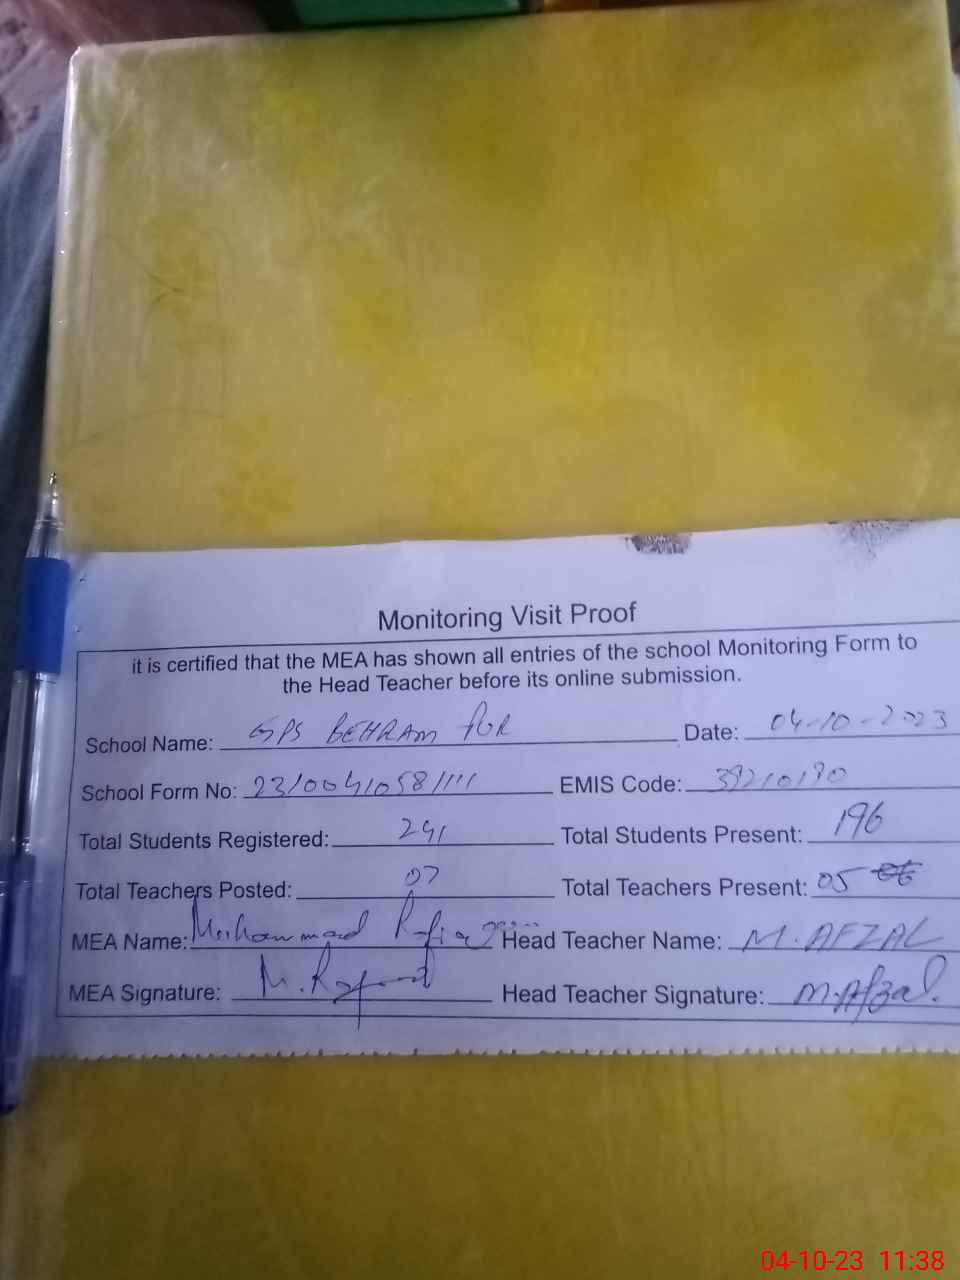 Monitoring Visit Proof
it is certified that the MEA has shown all entries of the school Monitoring Form to
the Head Teacher before its online submission.
School Name: GPS BEHRAM PUR Date: 04-10-2023
School Form No: 23/0041058/111 EMIS Code: 39210190
Total Students Registered: 241 Total Students Present: 196
Total Teachers Posted: 07 Total Teachers Present: 05
MEA Name: Muhammad Head Teacher Name: M. AFZAL
MEA Signature: Head Teacher Signature: M. Afzal.
04-10-23 11:38